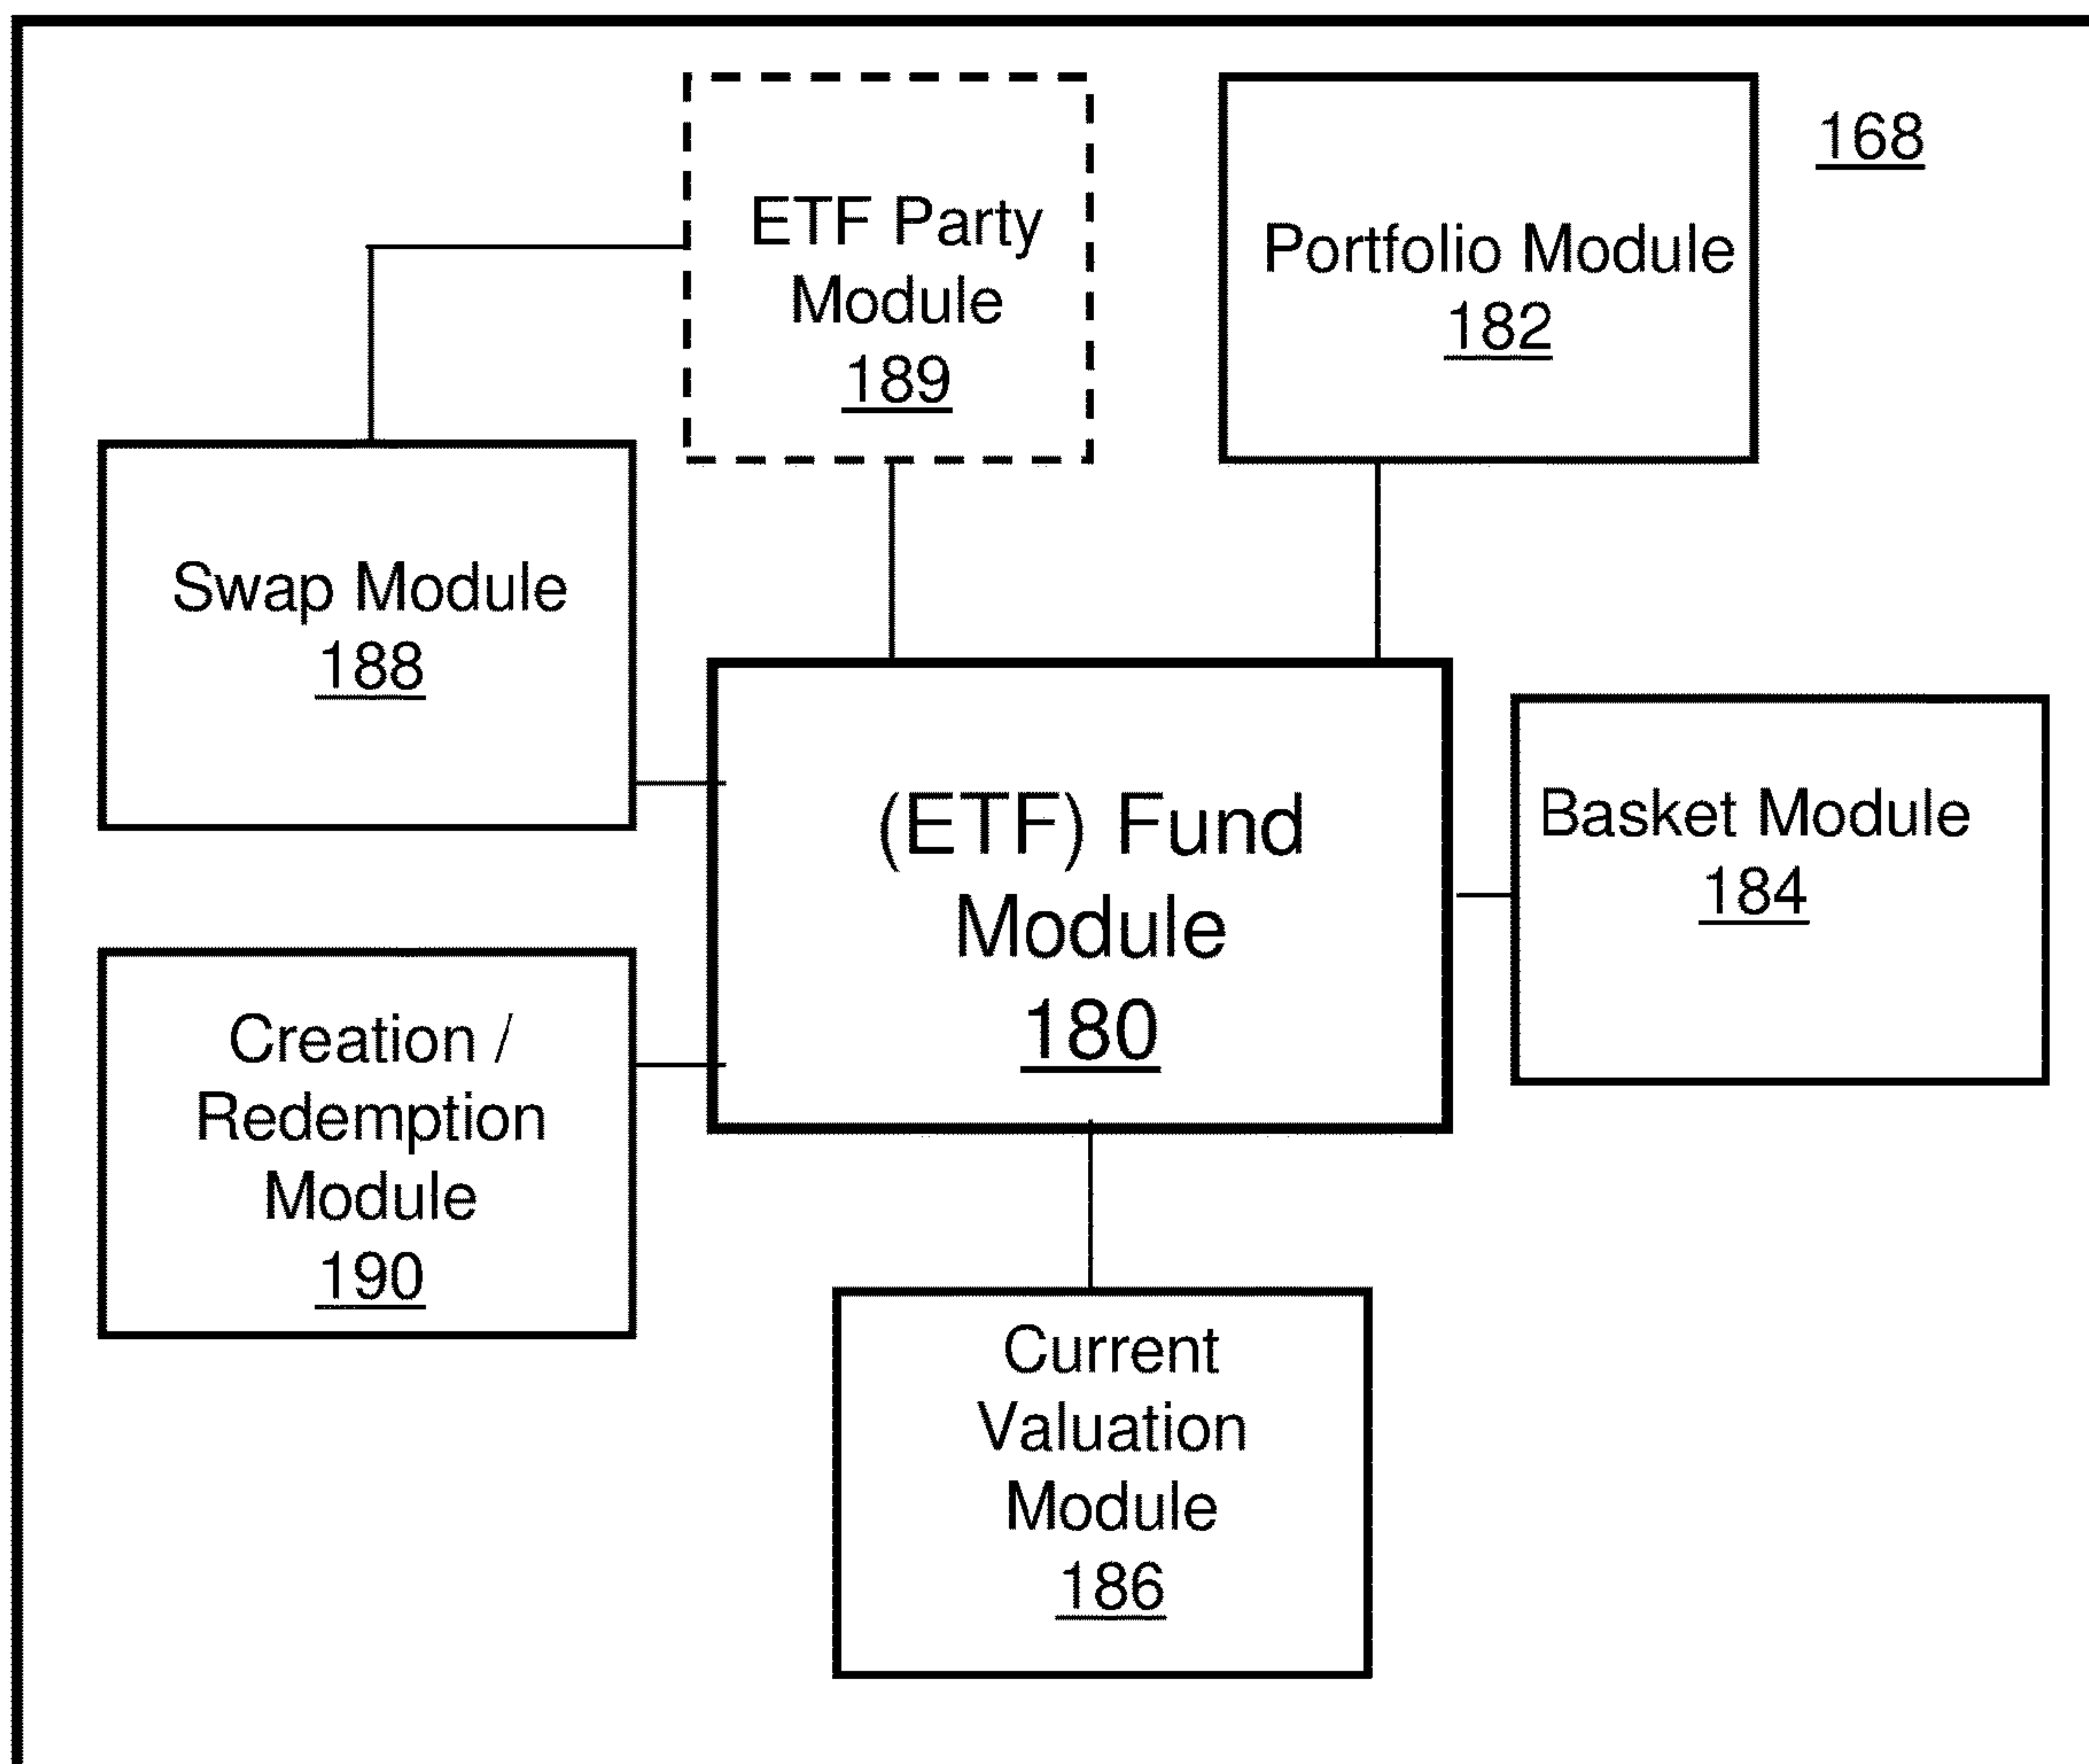 168
ETF Party
Module
189
Portfolio Module
182
Swap Module
188
(ETF) Fund
Module
180
Basket Module
184
Creation /
Redemption
Module
190
Current
Valuation
Module
186